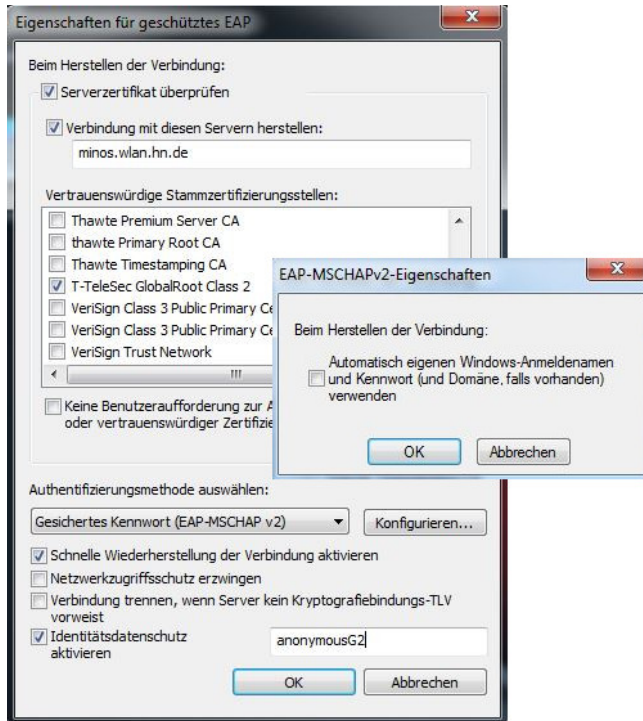 Eigenschaften für geschütztes EAP
Beim Herstellen der Verbindung:
Serverzertifikat überprüfen
Verbindung mit diesen Servern herstellen:
minos.wlan.hn.de
Vertrauenswürdige Stammzertifizierungsstellen:
Thawte Premium Server CA
thawte Primary Root CA
Thawte Timestamping CA
T-TeleSec GlobalRoot Class 2
VeriSign Class 3 Public Primary Ce
VeriSign Class 3 Public Primary Ce
VeriSign Trust Network
Keine Benutzeraufforderung zur A
oder vertrauenswürdiger Zertifizie
Authentifizierungsmethode auswählen:
Gesichertes Kennwort (EAP-MSCHAP v2)
Konfigurieren...
Schnelle Wiederherstellung der Verbindung aktivieren
Netzwerkzugriffsschutz erzwingen
Verbindung trennen, wenn Server kein Kryptografiebindungs-TLV
vorweist
Identitätsdatenschutz
aktivieren
anonymousG2
OK
Abbrechen
EAP-MSCHAPv2-Eigenschaften
Beim Herstellen der Verbindung:
Automatisch eigenen Windows-Anmeldenamen
und Kennwort (und Domäne, falls vorhanden)
verwenden
OK
Abbrechen